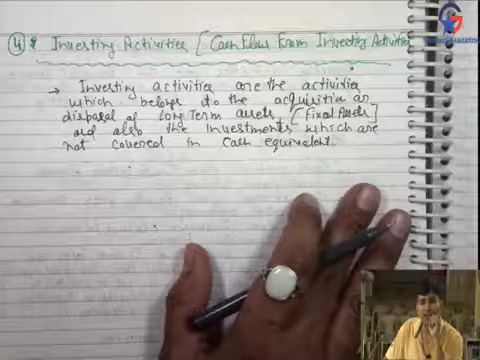 4) Investing Activities [Cash Flows From Investing Activities
→ Investing activities are the activities
which belongs to the acquisition or
disposal of long Term assets [Fixed Assets]
and also the investments which are
not covered in cash equivalent.